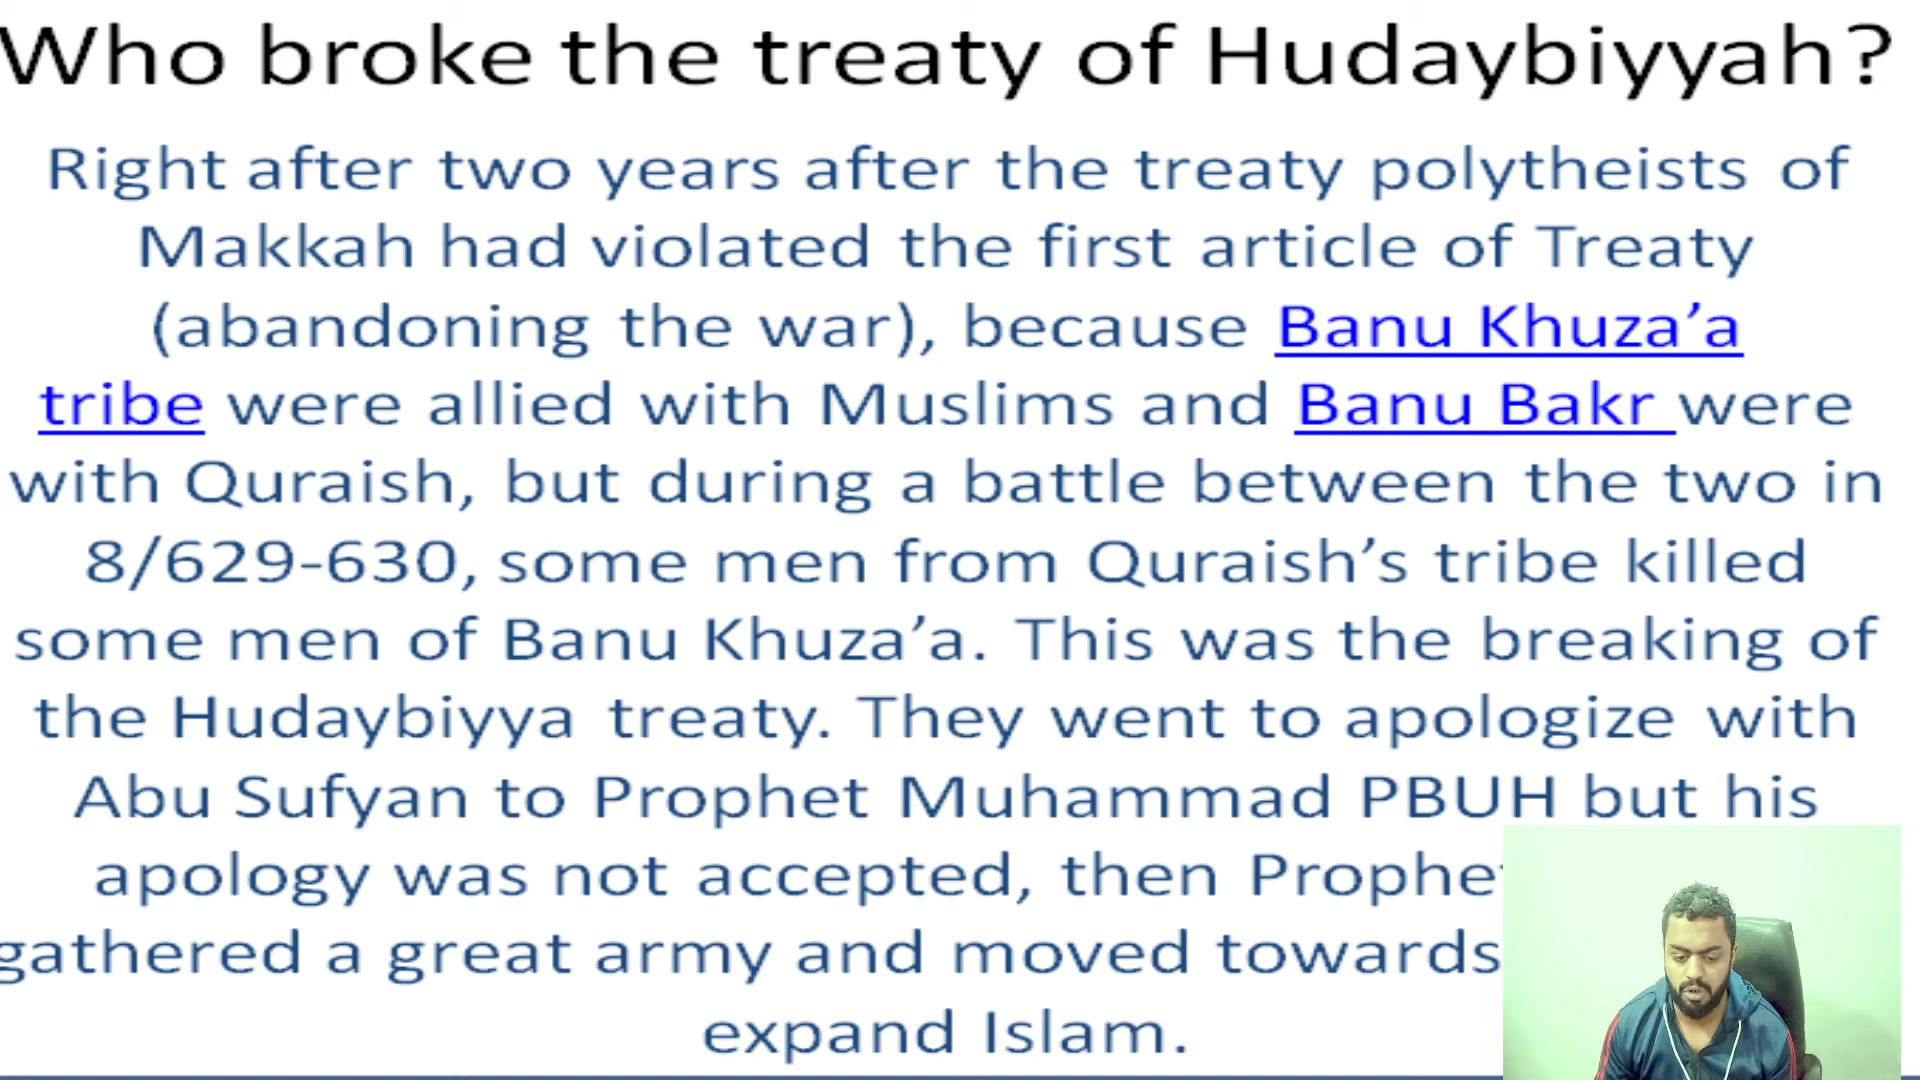 Who broke the treaty of Hudaybiyyah?
Right after two years after the treaty polytheists of
Makkah had violated the first article of Treaty
(abandoning the war), because Banu Khuza’a
tribe were allied with Muslims and Banu Bakr were
with Quraish, but during a battle between the two in
8/629-630, some men from Quraish’s tribe killed
some men of Banu Khuza’a. This was the breaking of
the Hudaybiyya treaty. They went to apologize with
Abu Sufyan to Prophet Muhammad PBUH but his
apology was not accepted, then
gathered a great army and moved towards
expand Islam.